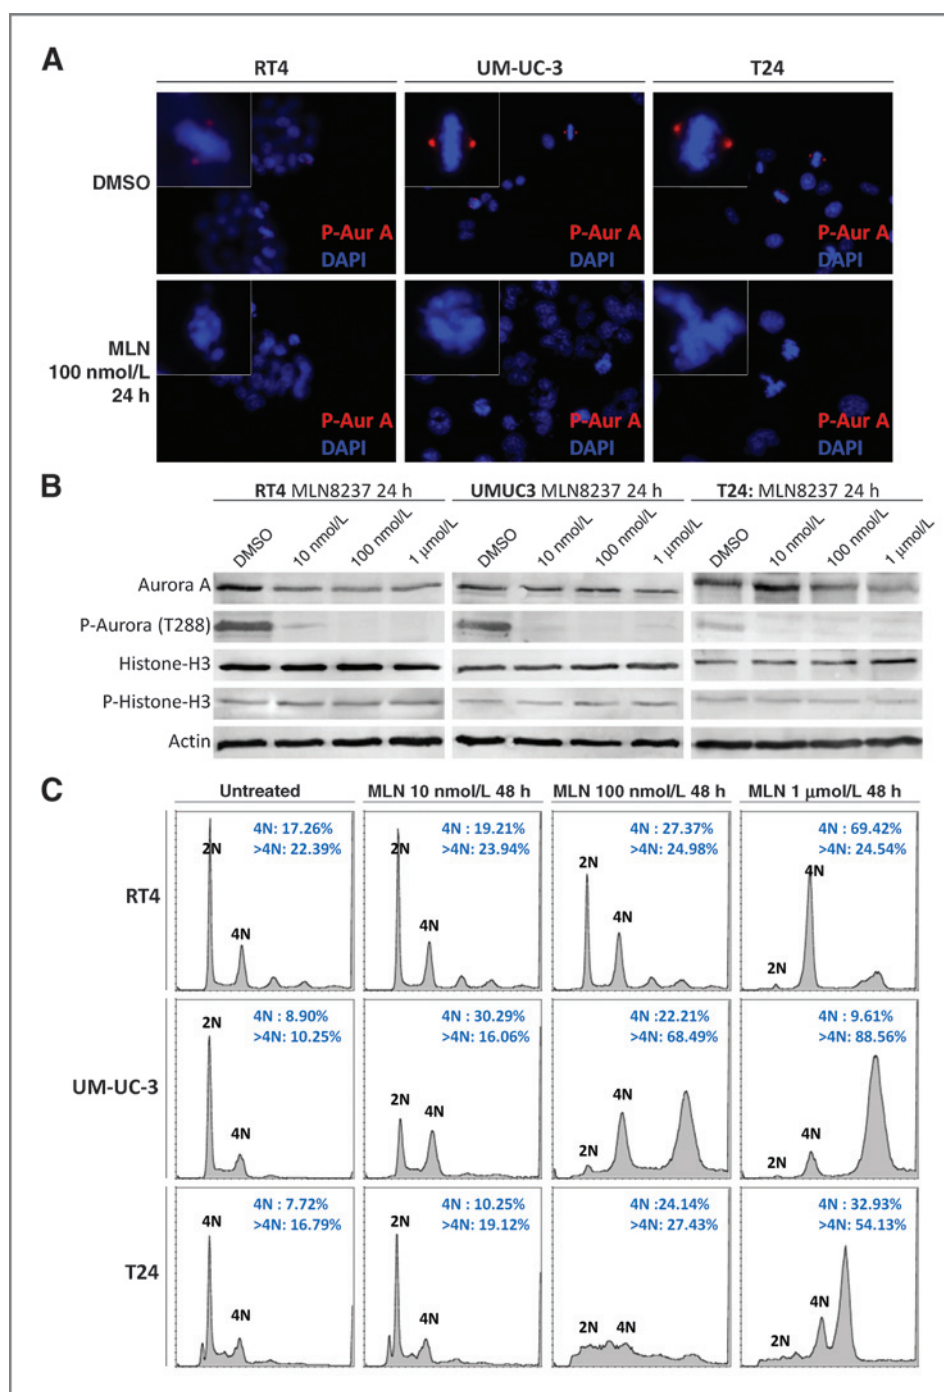 A
RT4 UM-UC-3 T24
DMSO
P-Aur A P-Aur A P-Aur A
DAPI DAPI DAPI
MLN
100 nmol/L
24 h
P-Aur A P-Aur A P-Aur A
DAPI DAPI DAPI
B
RT4 MLN8237 24 h UMUC3 MLN8237 24 h T24: MLN8237 24 h
DMSO 10 nmol/L 100 nmol/L 1 μmol/L DMSO 10 nmol/L 100 nmol/L 1 μmol/L DMSO 10 nmol/L 100 nmol/L 1 μmol/L
Aurora A
P-Aurora (T288)
Histone-H3
P-Histone-H3
Actin
C
Untreated MLN 10 nmol/L 48 h MLN 100 nmol/L 48 h MLN 1 μmol/L 48 h
RT4
4N: 17.26% 4N : 19.21% 4N : 27.37% 4N : 69.42%
>4N: 22.39% >4N: 23.94% >4N: 24.98% >4N: 24.54%
2N 4N 2N 4N 2N 4N 2N 4N
UM-UC-3
4N : 8.90% 4N : 30.29% 4N :22.21% 4N : 9.61%
>4N: 10.25% >4N: 16.06% >4N: 68.49% >4N: 88.56%
2N 4N 2N 4N 2N 4N 2N 4N
T24
4N : 7.72% 4N : 10.25% 4N :24.14% 4N : 32.93%
>4N: 16.79% >4N: 19.12% >4N: 27.43% >4N: 54.13%
4N 4N 2N 4N 2N 4N 2N 4N